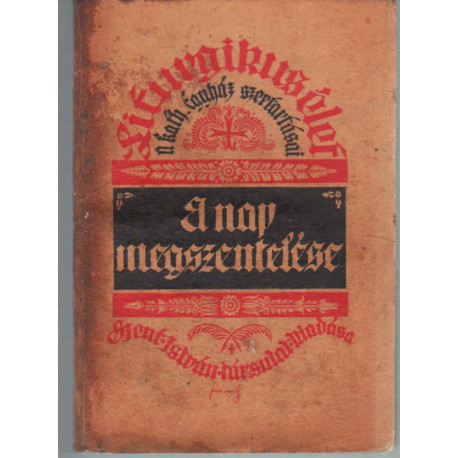 Liturgikus élet
a kath. Egyház szertartásai
A nap
megszentelése
Szent-István-társulat-kiadása